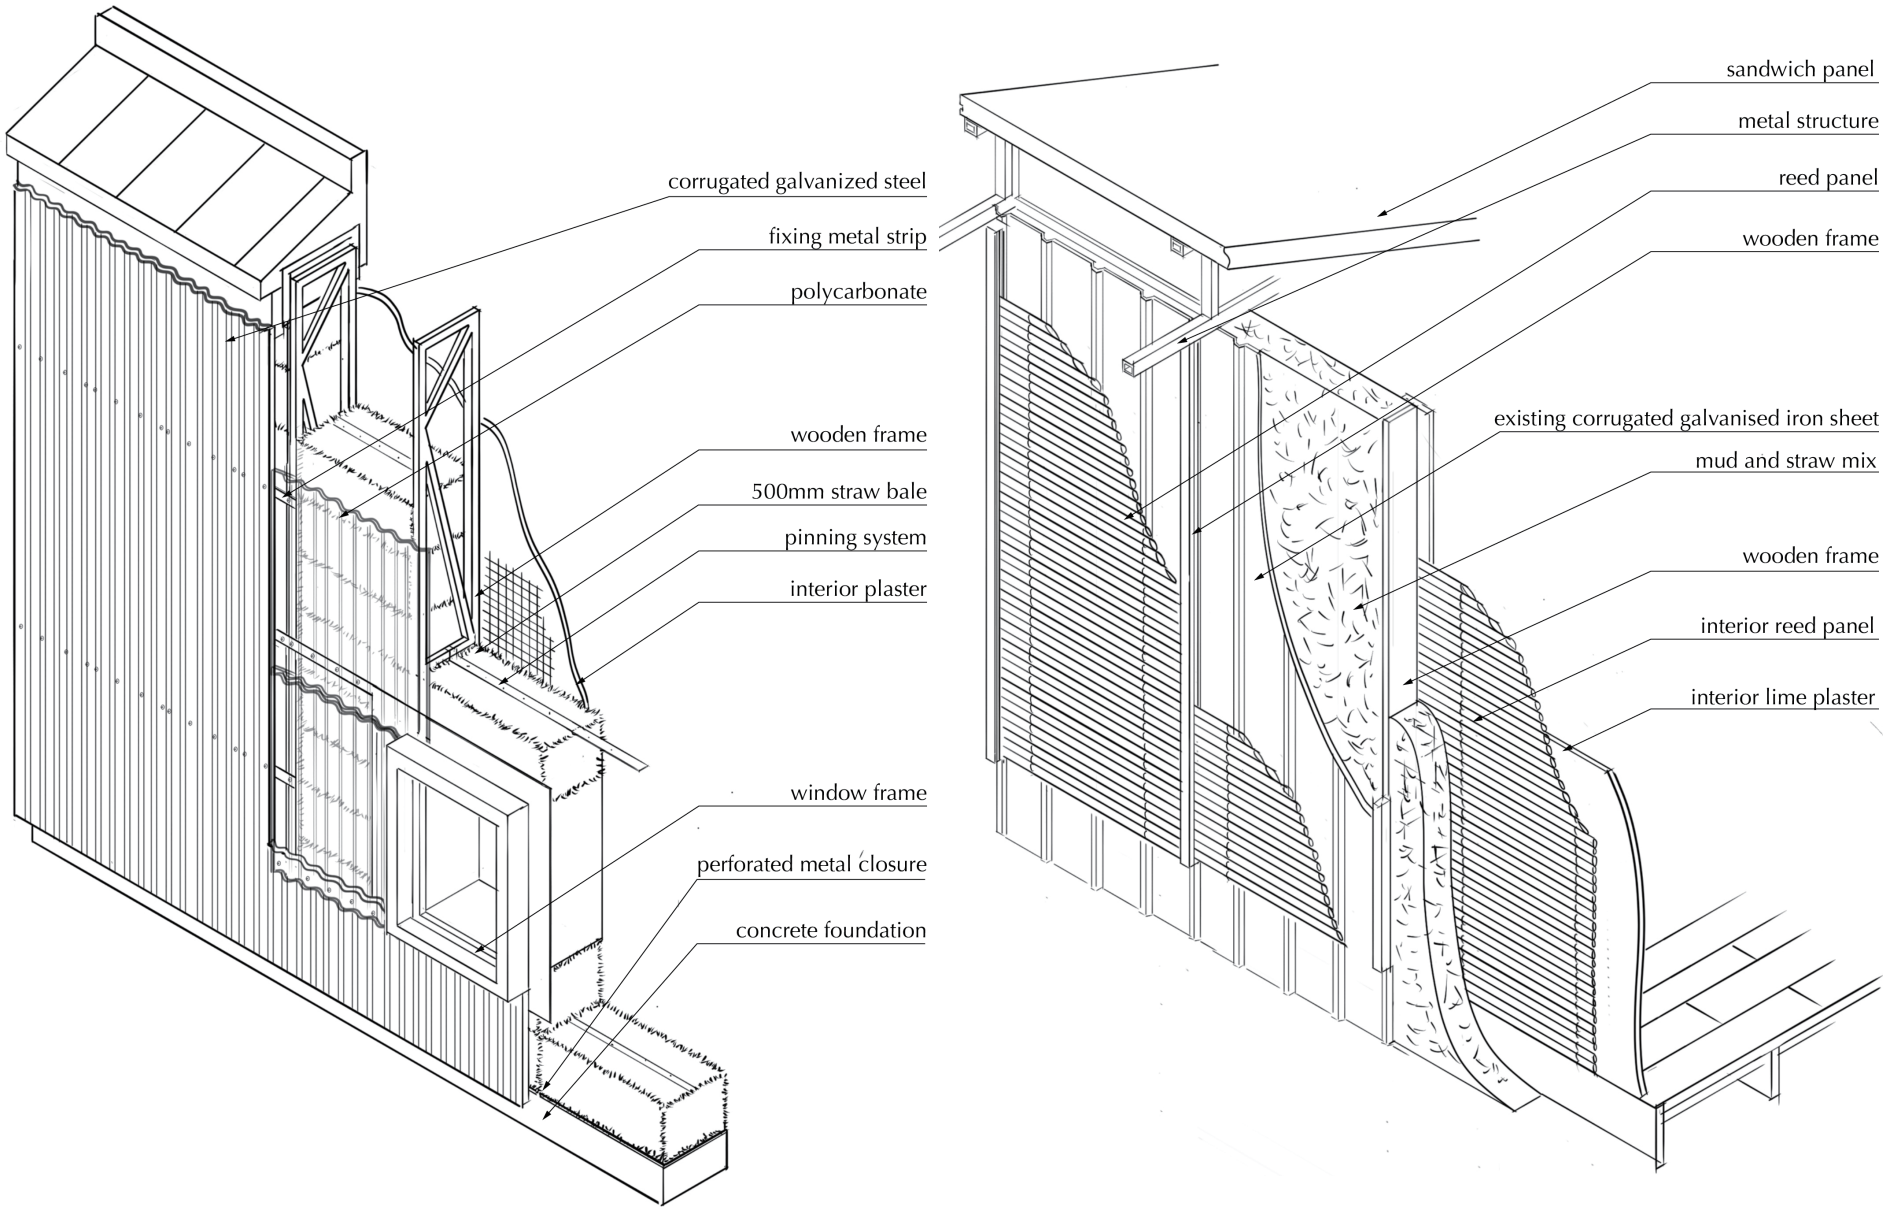 corrugated galvanized steel
fixing metal strip
polycarbonate
wooden frame
500mm straw bale
pinning system
interior plaster
window frame
perforated metal closure
concrete foundation
sandwich panel
metal structure
reed panel
wooden frame
existing corrugated galvanised iron sheet
mud and straw mix
wooden frame
interior reed panel
interior lime plaster